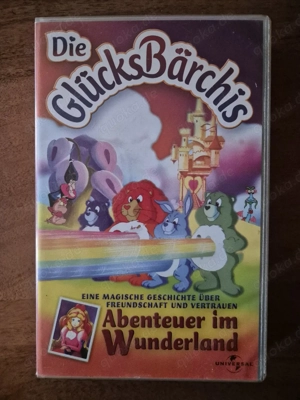 Die
GlücksBärchis
EINE MAGISCHE GESCHICHTE ÜBER
FREUNDSCHAFT UND VERTRAUEN
Abenteuer im
Wunderland
UNIVERSAL